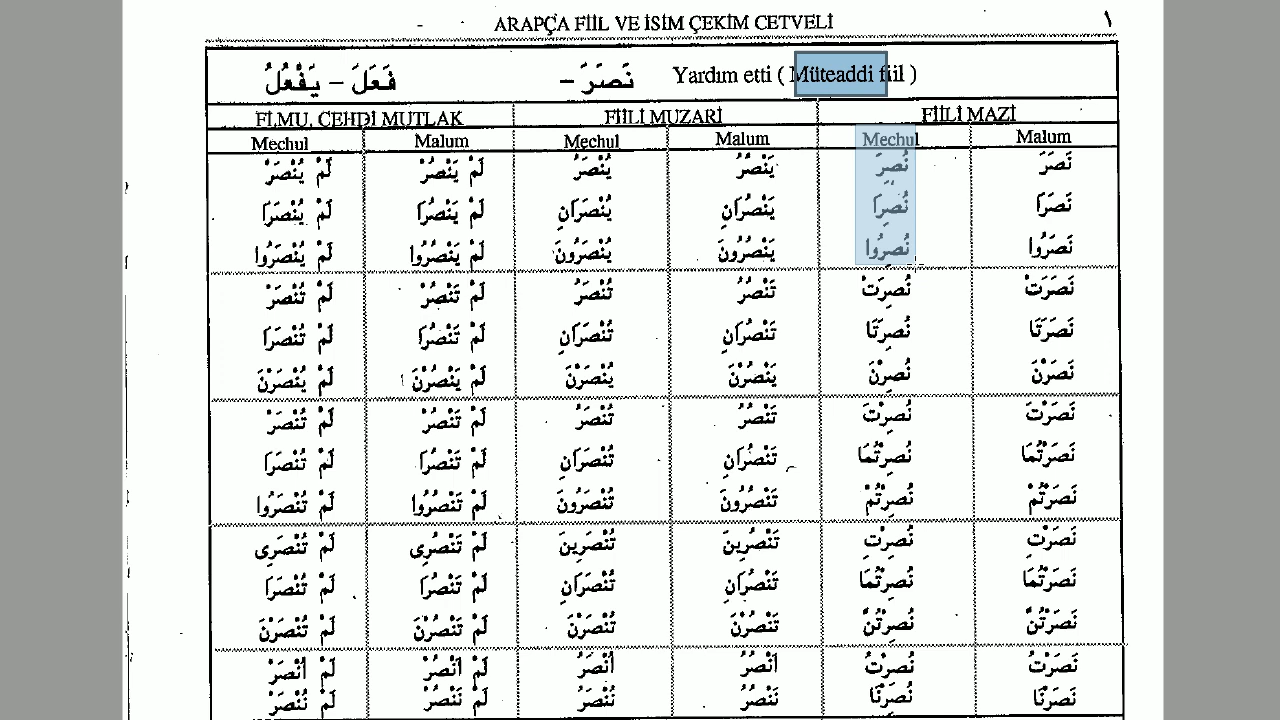 ARAPÇA FİİL VE İSİM ÇEKİM CETVELİ ١
Yardım etti ( Müteaddi fiil ) نَصَرَ – فَعَلَ – يَفْعُلُ
FİİLİ MAZİ FİİLİ MUZARİ Fİ.MU. CEHDİ MUTLAK
Malum Mechul Malum Mechul Malum Mechul
نَصَرَ نُصِرَ يَنْصُرُ يُنْصَرُ لَمْ يَنْصُرْ لَمْ يُنْصَرْ
نَصَرَا نُصِرَا يَنْصُرَانِ يُنْصَرَانِ لَمْ يَنْصُرَا لَمْ يُنْصَرَا
نَصَرُوا نُصِرُوا يَنْصُرُونَ يُنْصَرُونَ لَمْ يَنْصُرُوا لَمْ يُنْصَرُوا
نَصَرَتْ نُصِرَتْ تَنْصُرُ تُنْصَرُ لَمْ تَنْصُرْ لَمْ تُنْصَرْ
نَصَرَتَا نُصِرَتَا تَنْصُرَانِ تُنْصَرَانِ لَمْ تَنْصُرَا لَمْ تُنْصَرَا
نَصَرْنَ نُصِرْنَ يَنْصُرْنَ يُنْصَرْنَ لَمْ يَنْصُرْنَ لَمْ يُنْصَرْنَ
نَصَرْتَ نُصِرْتَ تَنْصُرُ تُنْصَرُ لَمْ تَنْصُرْ لَمْ تُنْصَرْ
نَصَرْتُمَا نُصِرْتُمَا تَنْصُرَانِ تُنْصَرَانِ لَمْ تَنْصُرَا لَمْ تُنْصَرَا
نَصَرْتُمْ نُصِرْتُمْ تَنْصُرُونَ تُنْصَرُونَ لَمْ تَنْصُرُوا لَمْ تُنْصَرُوا
نَصَرْتِ نُصِرْتِ تَنْصُرِينَ تُنْصَرِينَ لَمْ تَنْصُرِى لَمْ تُنْصَرِى
نَصَرْتُمَا نُصِرْتُمَا تَنْصُرَانِ تُنْصَرَانِ لَمْ تَنْصُرَا لَمْ تُنْصَرَا
نَصَرْتُنَّ نُصِرْتُنَّ تَنْصُرْنَ تُنْصَرْنَ لَمْ تَنْصُرْنَ لَمْ تُنْصَرْنَ
نَصَرْتُ نُصِرْتُ اَنْصُرُ اُنْصَرُ لَمْ اَنْصُرْ لَمْ اُنْصَرْ
نَصَرْنَا نُصِرْنَا نَنْصُرُ نُنْصَرُ لَمْ نَنْصُرْ لَمْ نُنْصَرْ